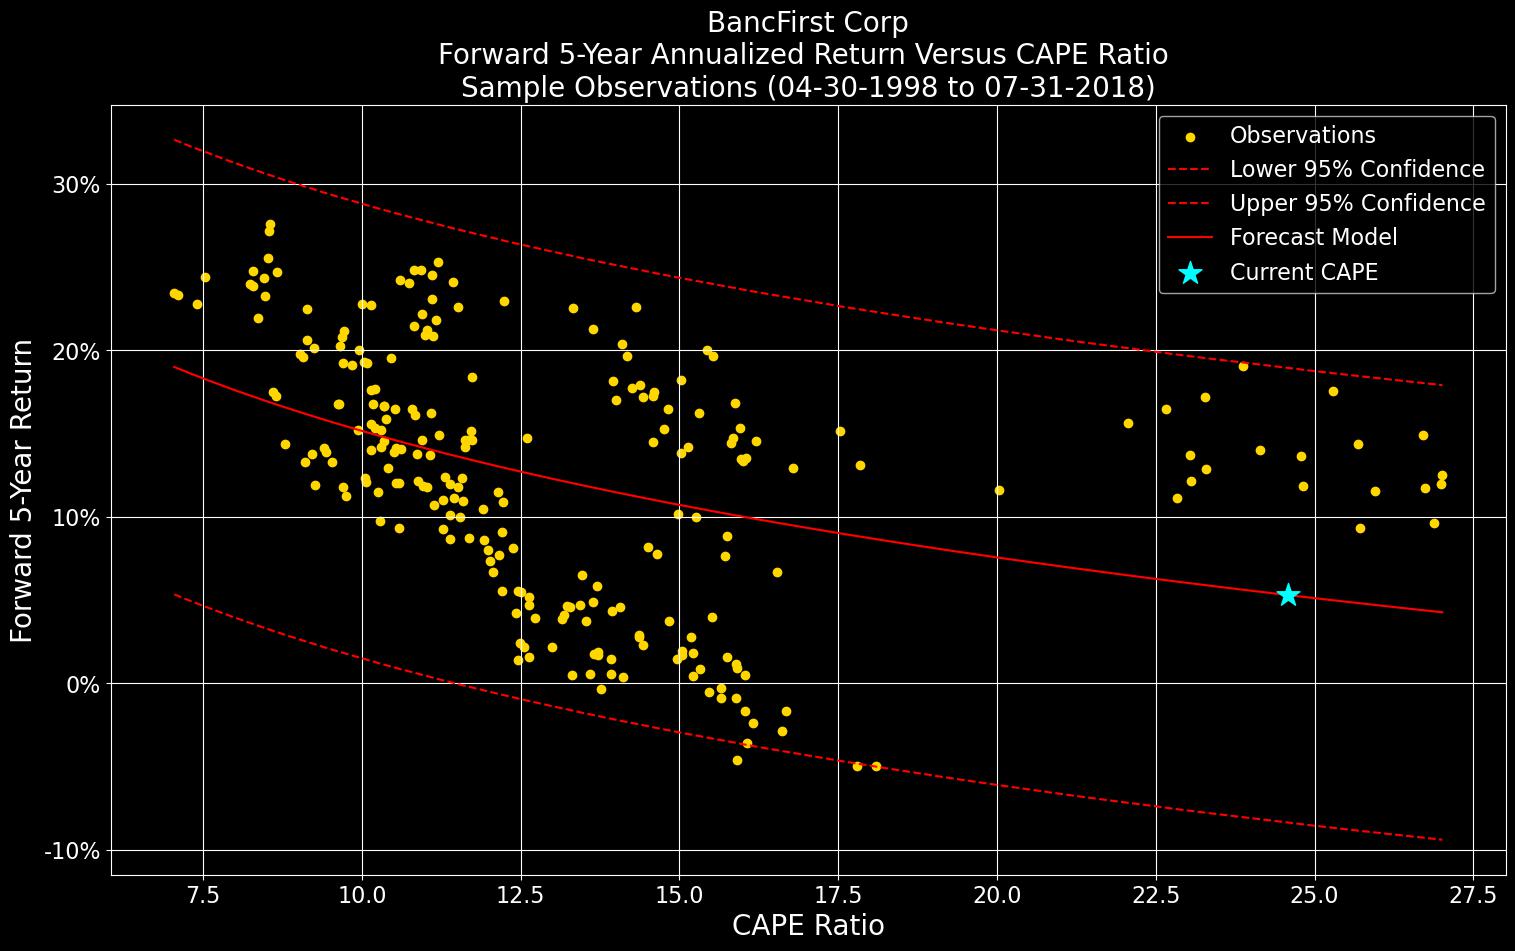 BancFirst Corp
Forward 5-Year Annualized Return Versus CAPE Ratio
Sample Observations (04-30-1998 to 07-31-2018)
Observations
Lower 95% Confidence
Upper 95% Confidence
Forecast Model
Current CAPE
Forward 5-Year Return
30%
20%
10%
0%
-10%
7.5 10.0 12.5 15.0 17.5 20.0 22.5 25.0 27.5
CAPE Ratio